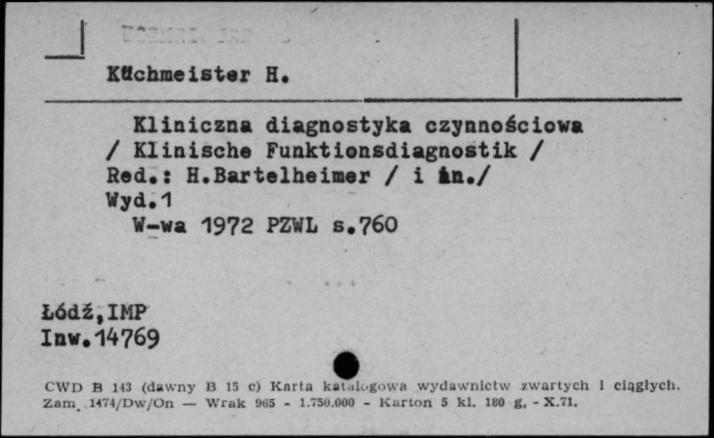 Küchmeister H.
Kliniczna diagnostyka czynnościowa
/ Klinische Funktionsdiagnostik /
Red.: H.Bartelheimer / i in./
Wyd.1
W-wa 1972 PZWL s.760
Łódź,IMP
Inw.14769
CWD B 143 (dawny B 15 c) Karta katalogowa wydawnictw zwartych i ciągłych.
Zam. 1474/Dw/On — Wrak 965 - 1.750.000 - Karton 5 kl. 180 g. - X.71.